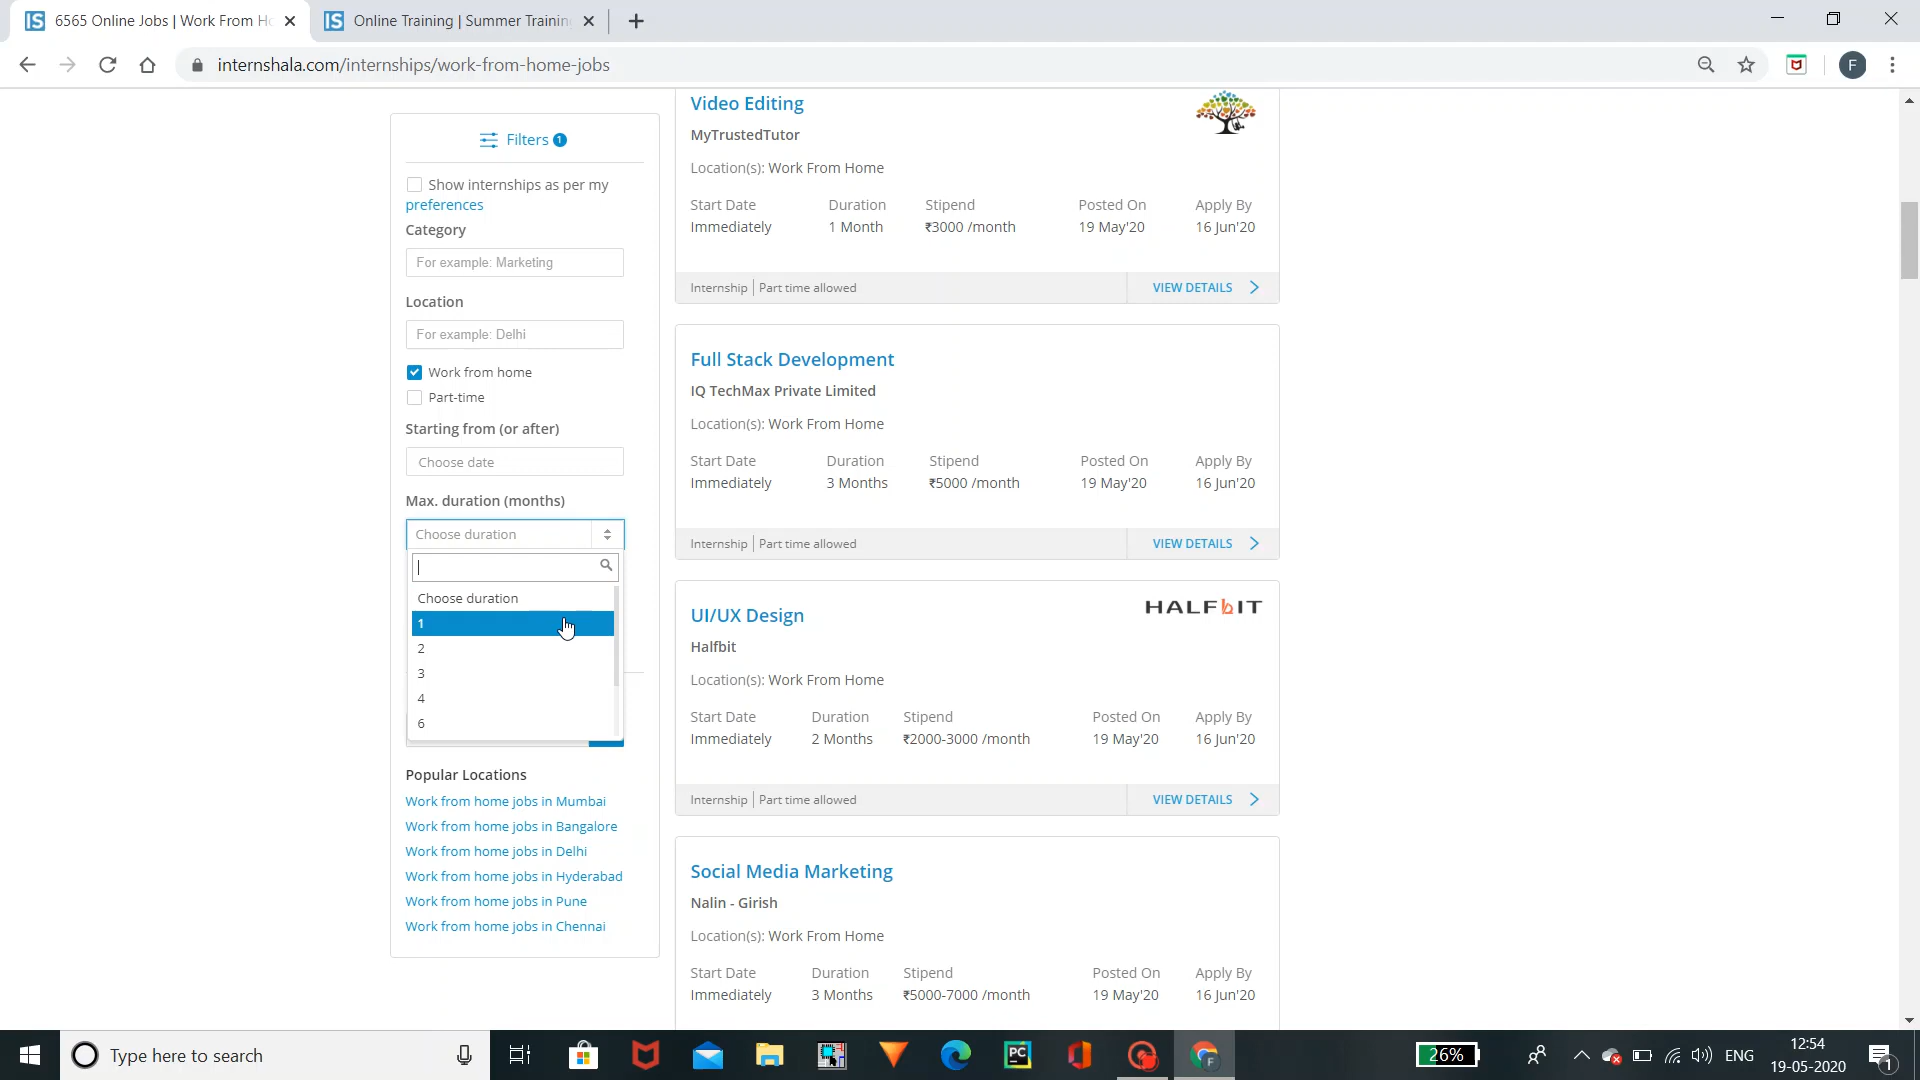 6565 Online Jobs | Work From Ho
Online Training | Summer Training
internshala.com/internships/work-from-home-jobs
F
Filters 1
Show internships as per my
preferences
Category
For example: Marketing
Location
For example: Delhi
Work from home
Part-time
Starting from (or after)
Choose date
Max. duration (months)
Choose duration
Choose duration
1
2
3
4
6
Popular Locations
Work from home jobs in Mumbai
Work from home jobs in Bangalore
Work from home jobs in Delhi
Work from home jobs in Hyderabad
Work from home jobs in Pune
Work from home jobs in Chennai
Video Editing
MyTrustedTutor
Location(s): Work From Home
Start Date Duration Stipend Posted On Apply By
Immediately 1 Month ₹3000 /month 19 May'20 16 Jun'20
Internship | Part time allowed VIEW DETAILS
Full Stack Development
IQ TechMax Private Limited
Location(s): Work From Home
Start Date Duration Stipend Posted On Apply By
Immediately 3 Months ₹5000 /month 19 May'20 16 Jun'20
Internship | Part time allowed VIEW DETAILS
UI/UX Design
HALFbIT
Halfbit
Location(s): Work From Home
Start Date Duration Stipend Posted On Apply By
Immediately 2 Months ₹2000-3000 /month 19 May'20 16 Jun'20
Internship | Part time allowed VIEW DETAILS
Social Media Marketing
Nalin - Girish
Location(s): Work From Home
Start Date Duration Stipend Posted On Apply By
Immediately 3 Months ₹5000-7000 /month 19 May'20 16 Jun'20
Type here to search
PC
F
26%
ENG
12:54
19-05-2020
1